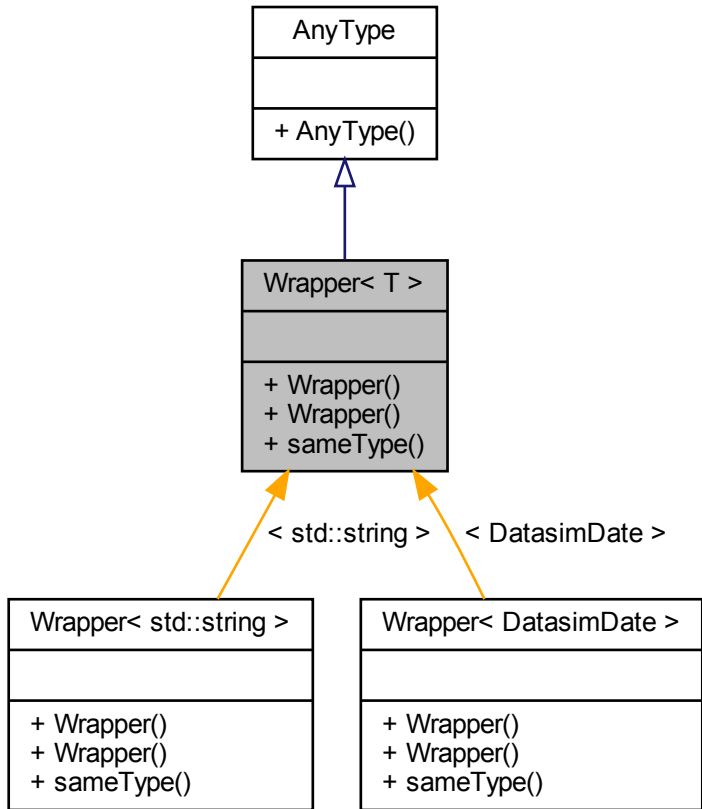 AnyType
+ AnyType()
Wrapper< T >
+ Wrapper()
+ Wrapper()
+ sameType()
< std::string >
< DatasimDate >
Wrapper< std::string >
+ Wrapper()
+ Wrapper()
+ sameType()
Wrapper< DatasimDate >
+ Wrapper()
+ Wrapper()
+ sameType()